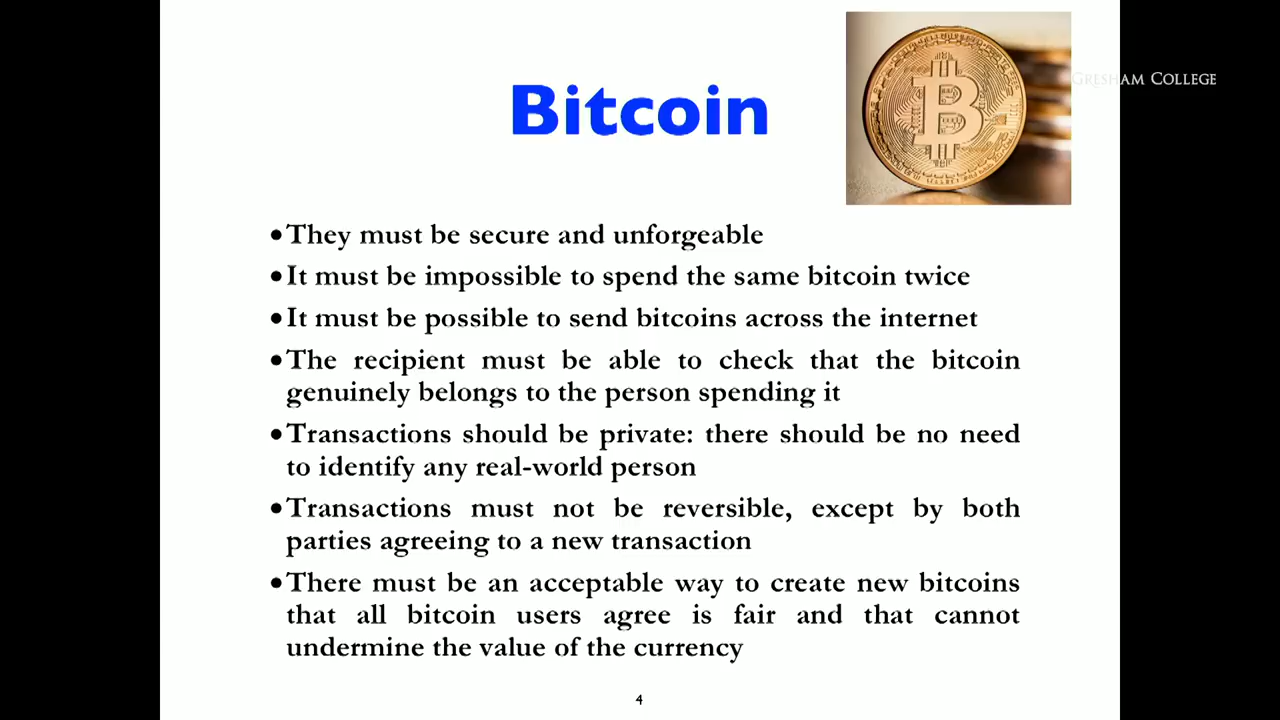 GRESHAM COLLEGE
Bitcoin
•They must be secure and unforgeable
•It must be impossible to spend the same bitcoin twice
•It must be possible to send bitcoins across the internet
•The recipient must be able to check that the bitcoin
genuinely belongs to the person spending it
•Transactions should be private: there should be no need
to identify any real-world person
•Transactions must not be reversible, except by both
parties agreeing to a new transaction
•There must be an acceptable way to create new bitcoins
that all bitcoin users agree is fair and that cannot
undermine the value of the currency
4